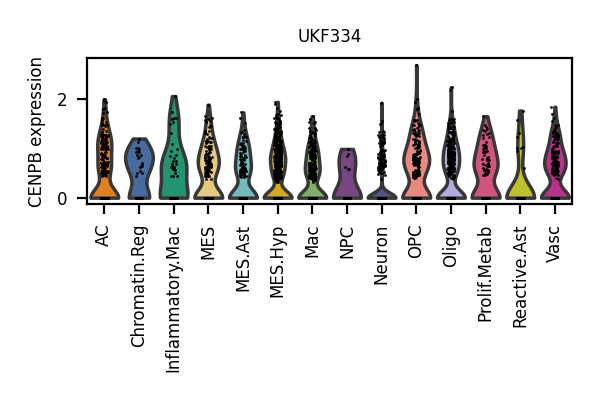 UKF334
CENPB expression
2
0
AC
Chromatin.Reg
Inflammatory.Mac
MES
MES.Ast
MES.Hyp
Mac
NPC
Neuron
OPC
Oligo
Prolif.Metab
Reactive.Ast
Vasc